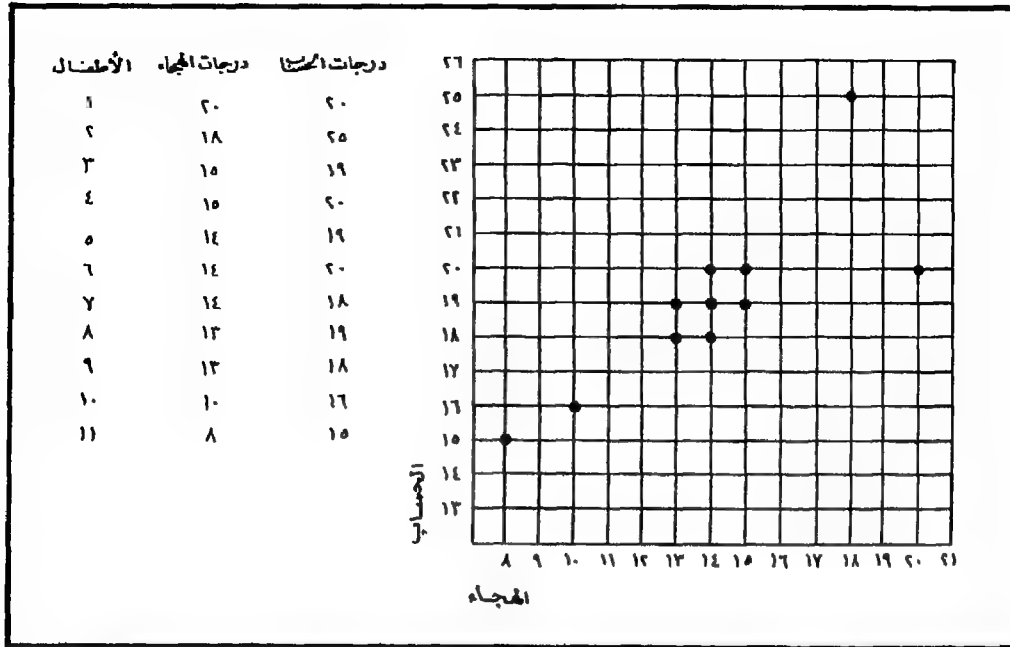 الأطفال درجات الهجاء درجات الحساب
١ ٢٠ ٢٠
٢ ١٨ ٢٥
٣ ١٥ ١٩
٤ ١٥ ٢٠
٥ ١٤ ١٩
٦ ١٤ ٢٠
٧ ١٤ ١٨
٨ ١٣ ١٩
٩ ١٣ ١٨
١٠ ١٠ ١٦
١١ ٨ ١٥
٢٦
٢٥
٢٤
٢٣
٢٢
٢١
٢٠
١٩
١٨
١٧
١٦
١٥
١٤
١٣
الحساب
٨ ٩ ١٠ ١١ ١٢ ١٣ ١٤ ١٥ ١٦ ١٧ ١٨ ١٩ ٢٠ ٢١
الهجاء